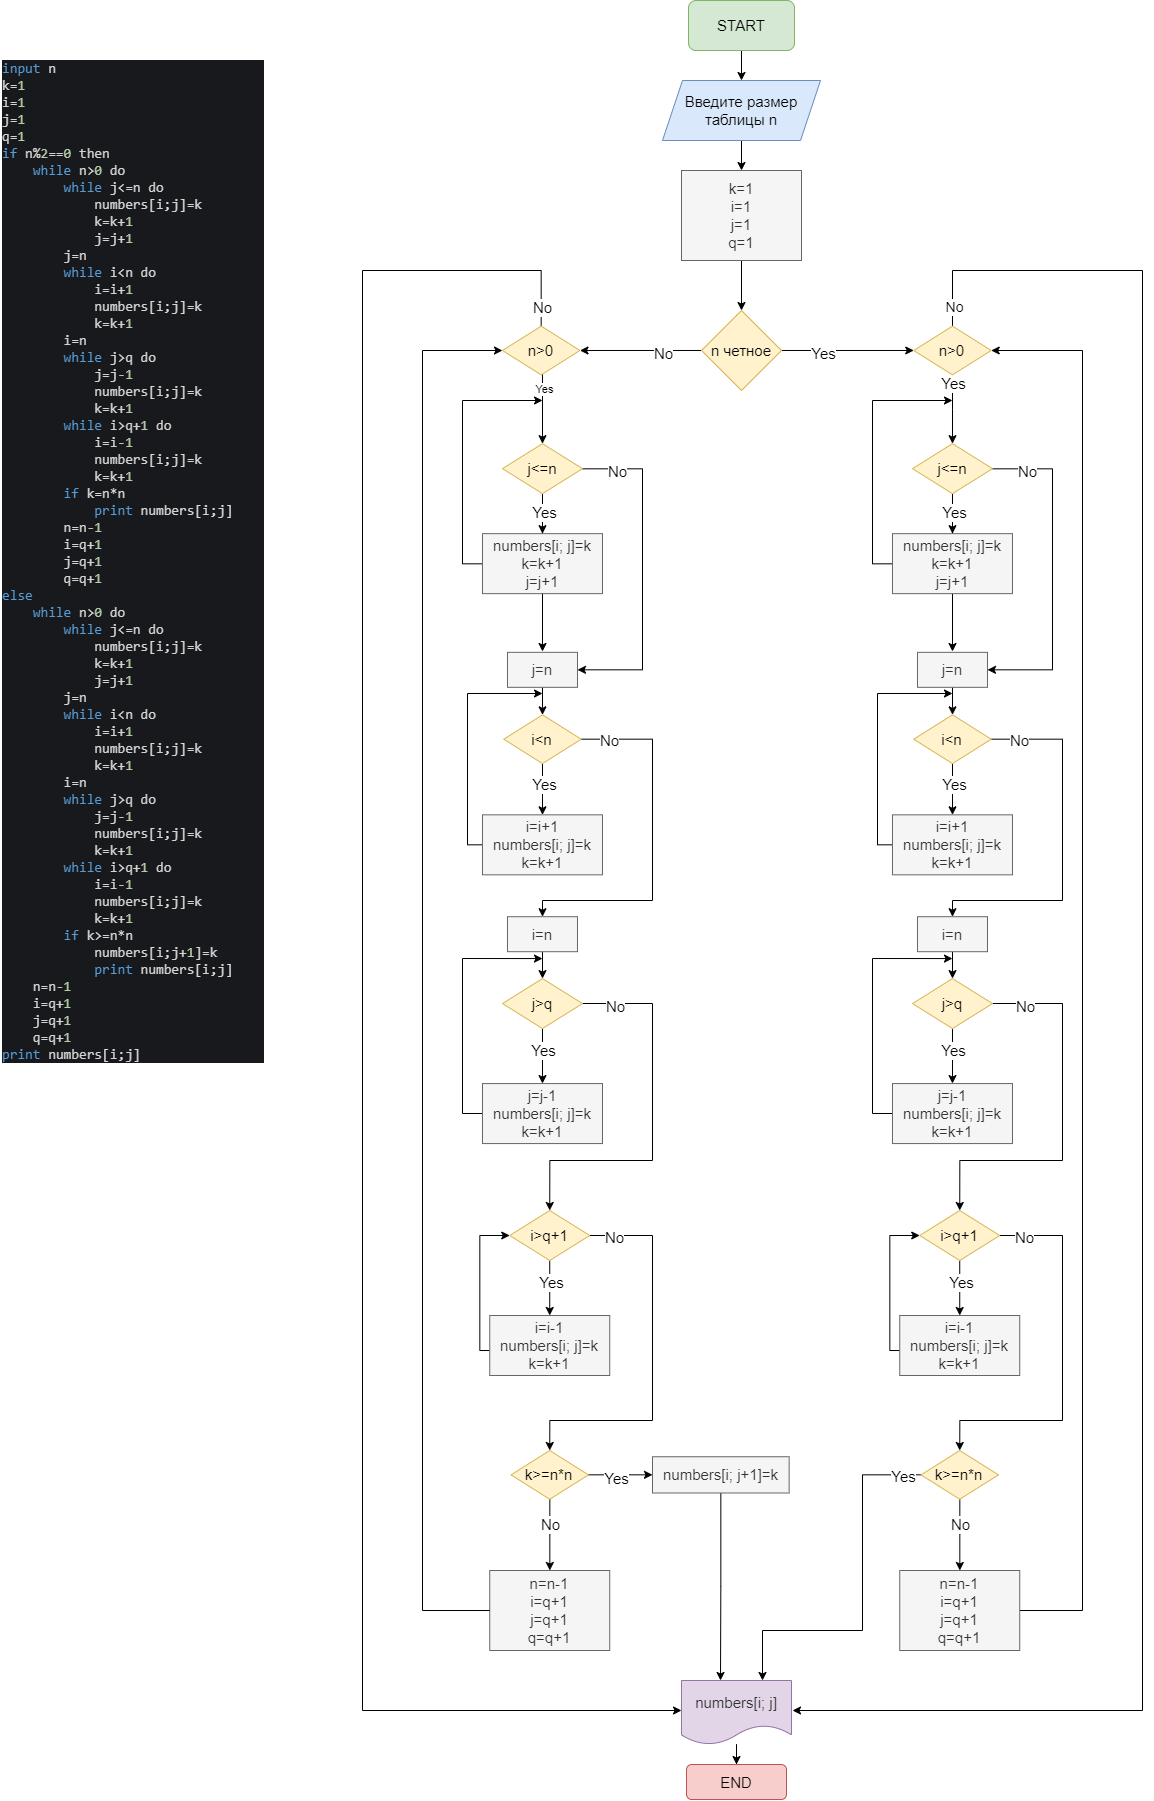 input n
k=1
i=1
j=1
q=1
if n%2==0 then
while n>0 do
while j<=n do
numbers[i;j]=k
k=k+1
j=j+1
j=n
while i<n do
i=i+1
numbers[i;j]=k
k=k+1
i=n
while j>q do
j=j-1
numbers[i;j]=k
k=k+1
while i>q+1 do
i=i-1
numbers[i;j]=k
k=k+1
if k=n*n
print numbers[i;j]
n=n-1
i=q+1
j=q+1
q=q+1
else
while n>0 do
while j<=n do
numbers[i;j]=k
k=k+1
j=j+1
j=n
while i<n do
i=i+1
numbers[i;j]=k
k=k+1
i=n
while j>q do
j=j-1
numbers[i;j]=k
k=k+1
while i>q+1 do
i=i-1
numbers[i;j]=k
k=k+1
if k>=n*n
numbers[i;j+1]=k
print numbers[i;j]
n=n-1
i=q+1
j=q+1
q=q+1
print numbers[i;j]
START
Введите размер
таблицы n
k=1
i=1
j=1
q=1
n четное
No
Yes
n>0
No
Yes
j<=n
No
Yes
numbers[i; j]=k
k=k+1
j=j+1
j=n
i<n
No
Yes
i=i+1
numbers[i; j]=k
k=k+1
i=n
j>q
No
Yes
j=j-1
numbers[i; j]=k
k=k+1
i>q+1
No
Yes
i=i-1
numbers[i; j]=k
k=k+1
k>=n*n
Yes
numbers[i; j+1]=k
No
n=n-1
i=q+1
j=q+1
q=q+1
n>0
No
Yes
j<=n
No
Yes
numbers[i; j]=k
k=k+1
j=j+1
j=n
i<n
No
Yes
i=i+1
numbers[i; j]=k
k=k+1
i=n
j>q
No
Yes
j=j-1
numbers[i; j]=k
k=k+1
i>q+1
No
Yes
i=i-1
numbers[i; j]=k
k=k+1
k>=n*n
Yes
No
n=n-1
i=q+1
j=q+1
q=q+1
numbers[i; j]
END